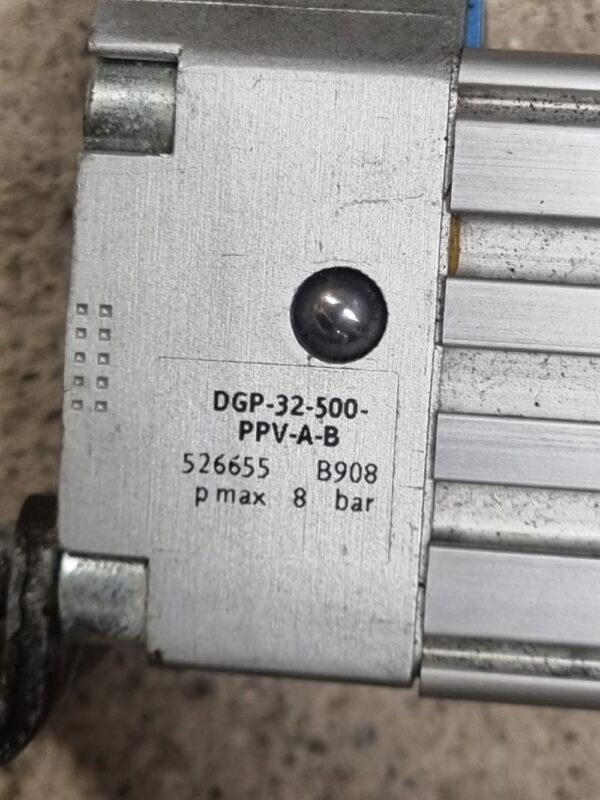 DGP-32-500-
PPV-A-B
526655 B908
p max 8 bar